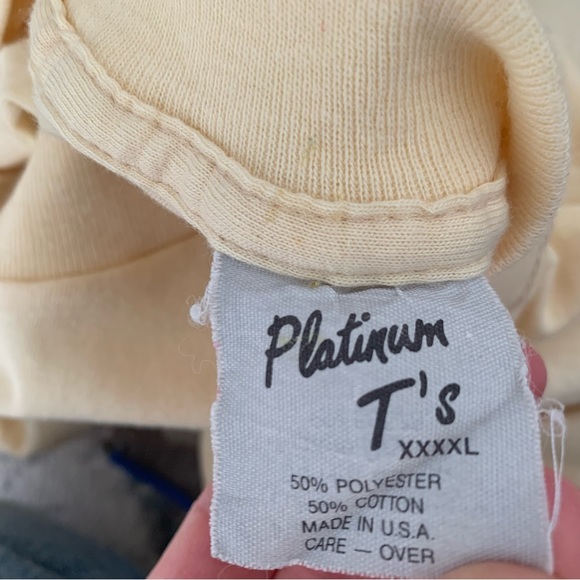 Platinum
T's
XXXXL
50% POLYESTER
50% COTTON
MADE IN U.S.A.
CARE — OVER